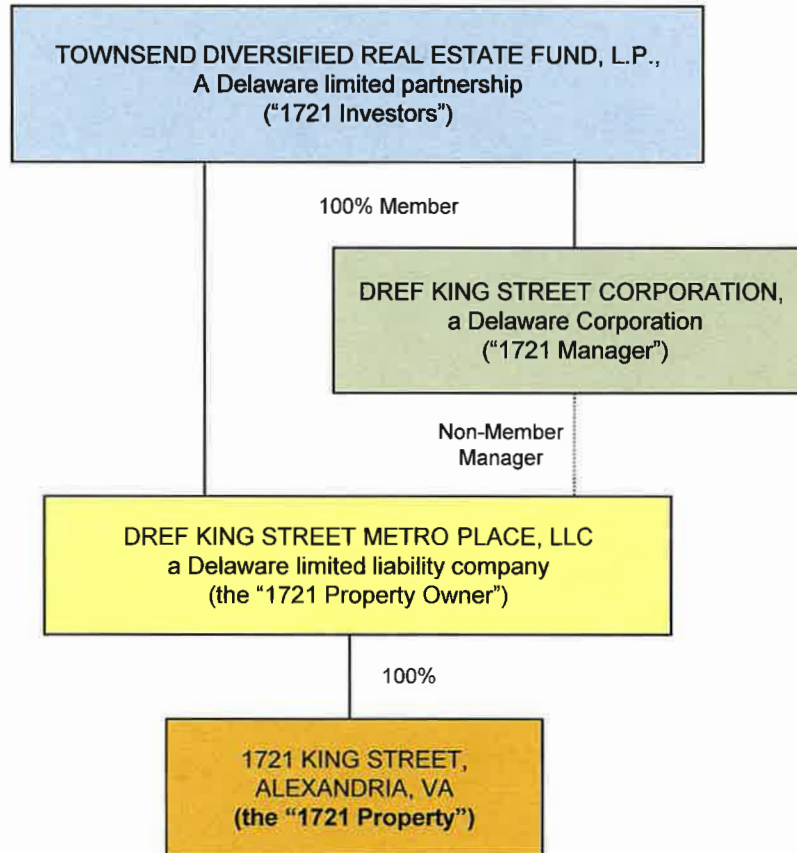 TOWNSEND DIVERSIFIED REAL ESTATE FUND, L.P.,
A Delaware limited partnership
(“1721 Investors”)
100% Member
DREF KING STREET CORPORATION,
a Delaware Corporation
(“1721 Manager”)
Non-Member
Manager
DREF KING STREET METRO PLACE, LLC
a Delaware limited liability company
(the “1721 Property Owner”)
100%
1721 KING STREET,
ALEXANDRIA, VA
(the “1721 Property”)